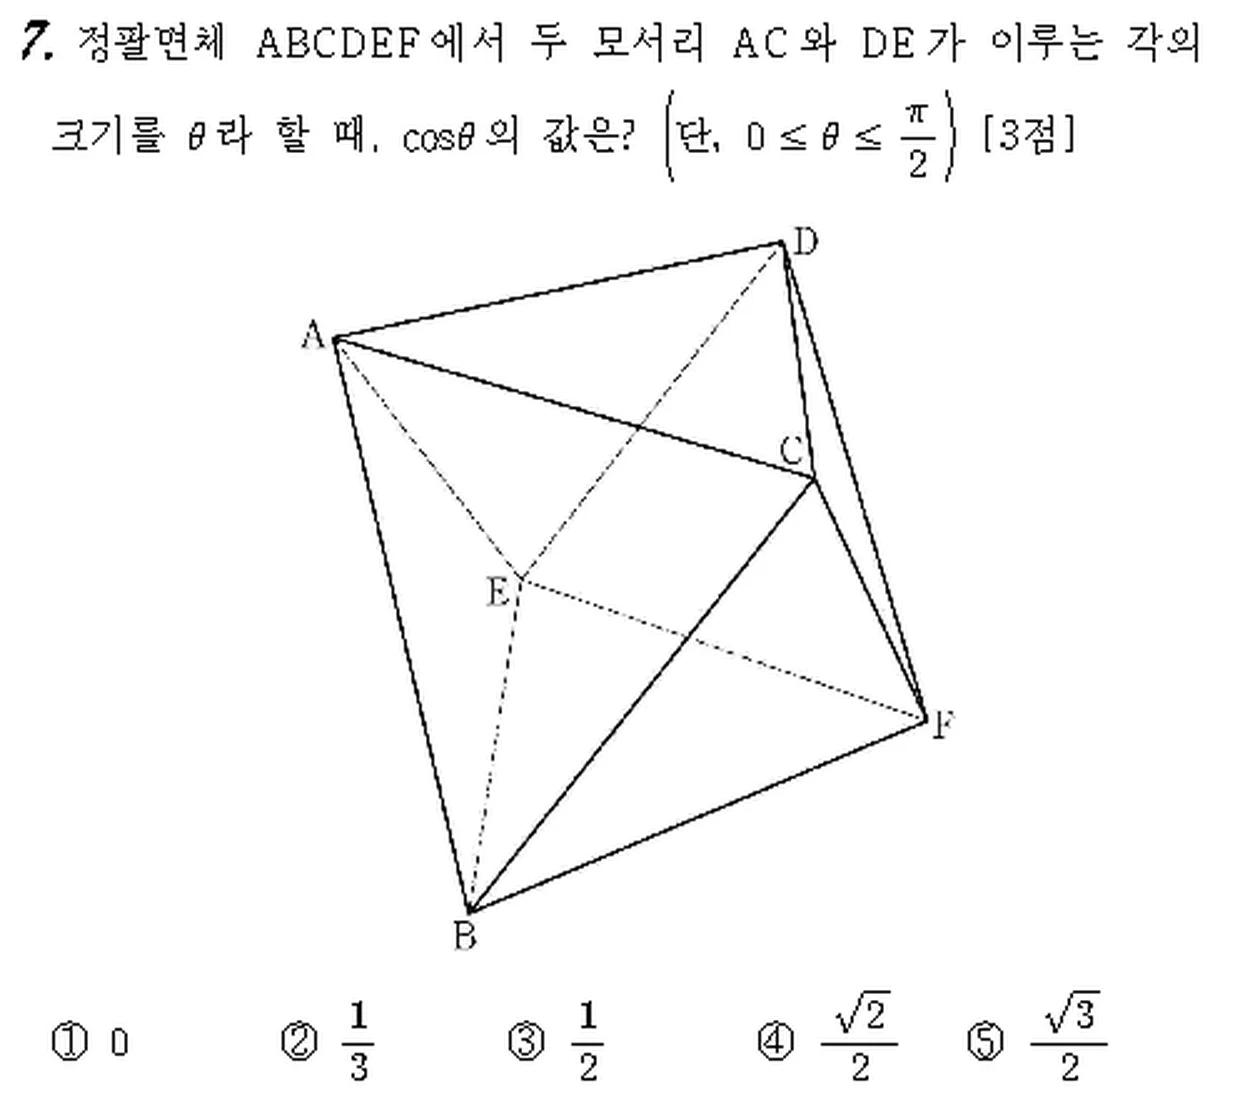 7. 정팔면체 ABCDEF에서 두 모서리 AC와 DE가 이루는 각의
크기를 θ라 할 때, cosθ의 값은? (단, 0 ≤ θ ≤ π/2) [3점]
D
A
C
E
F
B
① 0 ② 1/3 ③ 1/2 ④ √2/2 ⑤ √3/2